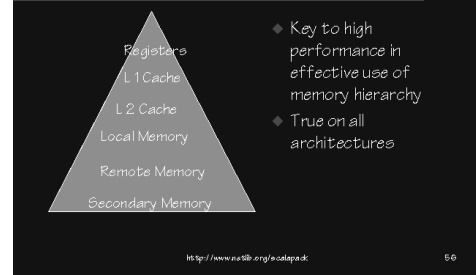 Registers
L 1 Cache
L 2 Cache
Local Memory
Remote Memory
Secondary Memory
Key to high
performance in
effective use of
memory hierarchy
True on all
architectures
http://www.netlib.org/scalapack
56